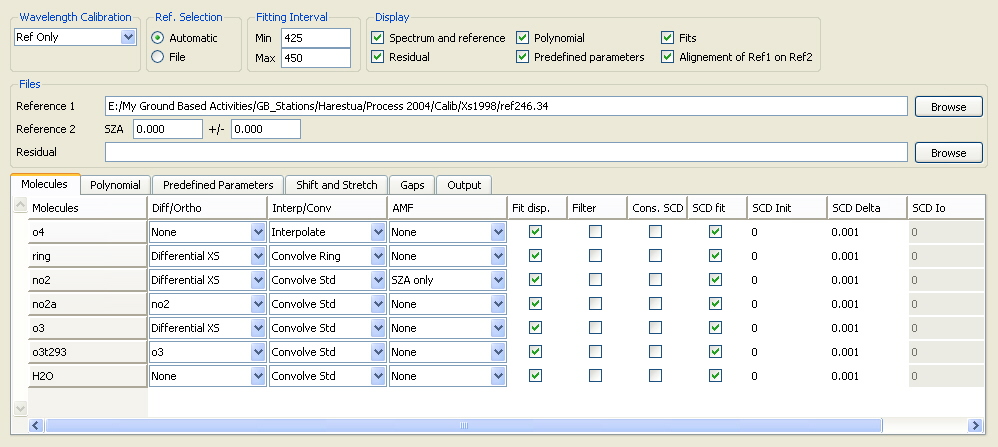 Wavelength Calibration Ref. Selection Fitting Interval Display
Ref Only Automatic Min 425 Spectrum and reference Polynomial Fits
File Max 450 Residual Predefined parameters Alignement of Ref1 on Ref2
Files
Reference 1 E:/My Ground Based Activities/GB_Stations/Harestua/Process 2004/Calib/Xs1998/ref246.34 Browse
Reference 2 SZA 0.000 +/- 0.000
Residual Browse
Molecules Polynomial Predefined Parameters Shift and Stretch Gaps Output
Molecules Diff/Ortho Interp/Conv AMF Fit disp. Filter Cons. SCD SCD fit SCD Init SCD Delta SCD Io
o4 None Interpolate None 0 0.001 0
ring Differential XS Convolve Ring None 0 0.001 0
no2 Differential XS Convolve Std SZA only 0 0.001 0
no2a no2 Convolve Std None 0 0.001 0
o3 Differential XS Convolve Std None 0 0.001 0
o3t293 o3 Convolve Std None 0 0.001 0
H2O None Convolve Std None 0 0.001 0